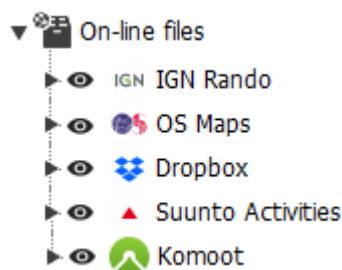 On-line files
IGN IGN Rando
OS Maps
Dropbox
Suunto Activities
Komoot